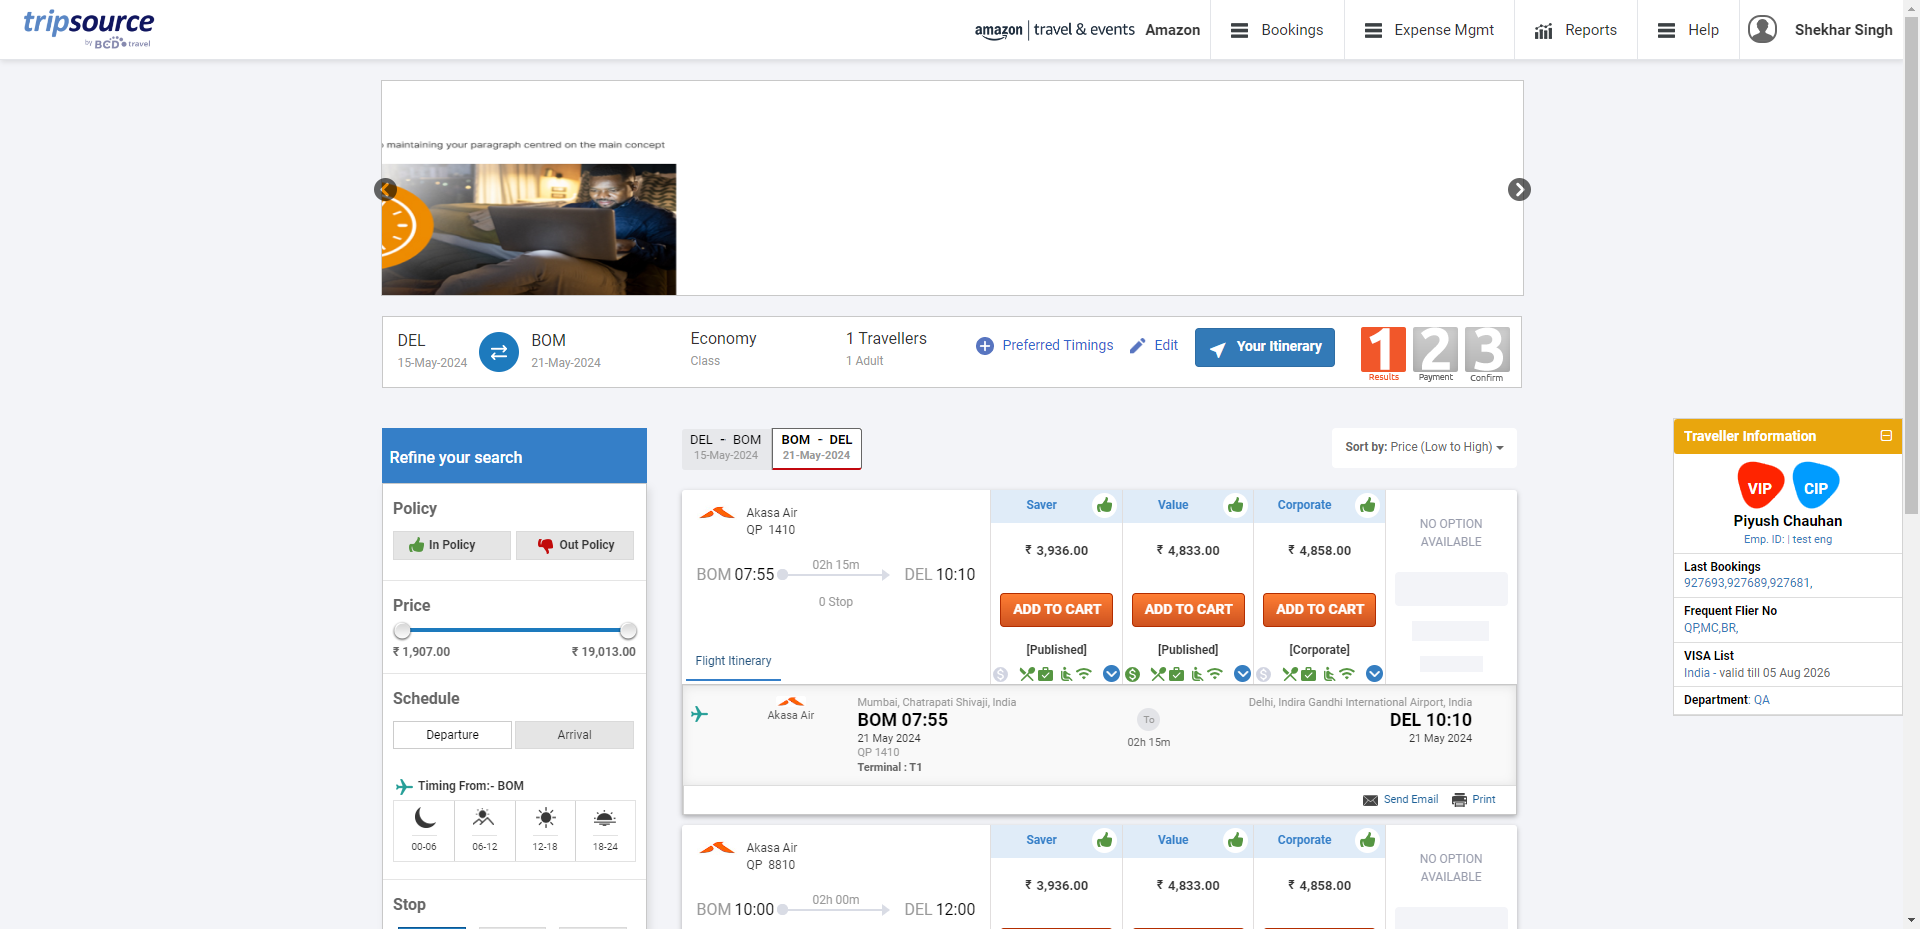 tripsource
by BCD travel
amazon travel & events Amazon
Bookings
Expense Mgmt
Reports
Help
Shekhar Singh
maintaining your paragraph centred on the main concept
DEL
15-May-2024
BOM
21-May-2024
Economy
Class
1 Travellers
1 Adult
Preferred Timings
Edit
Your Itinerary
1 2 3
Results Payment Confirm
Refine your search
Policy
In Policy
Out Policy
Price
₹ 1,907.00
₹ 19,013.00
Schedule
Departure
Arrival
Timing From:- BOM
00-06
06-12
12-18
18-24
Stop
DEL - BOM
15-May-2024
BOM - DEL
21-May-2024
Sort by: Price (Low to High)
Akasa Air
QP 1410
BOM 07:55
02h 15m
DEL 10:10
0 Stop
Flight Itinerary
Saver
₹ 3,936.00
ADD TO CART
[Published]
Value
₹ 4,833.00
ADD TO CART
[Published]
Corporate
₹ 4,858.00
ADD TO CART
[Corporate]
NO OPTION
AVAILABLE
Akasa Air
Mumbai, Chatrapati Shivaji, India
BOM 07:55
21 May 2024
QP 1410
Terminal : T1
To
02h 15m
Delhi, Indira Gandhi International Airport, India
DEL 10:10
21 May 2024
Send Email
Print
Akasa Air
QP 8810
BOM 10:00
02h 00m
DEL 12:00
Saver
₹ 3,936.00
Value
₹ 4,833.00
Corporate
₹ 4,858.00
NO OPTION
AVAILABLE
Traveller Information
VIP
CIP
Piyush Chauhan
Emp. ID: | test eng
Last Bookings
927693,927689,927681,
Frequent Flier No
QP,MC,BR,
VISA List
India - valid till 05 Aug 2026
Department: QA